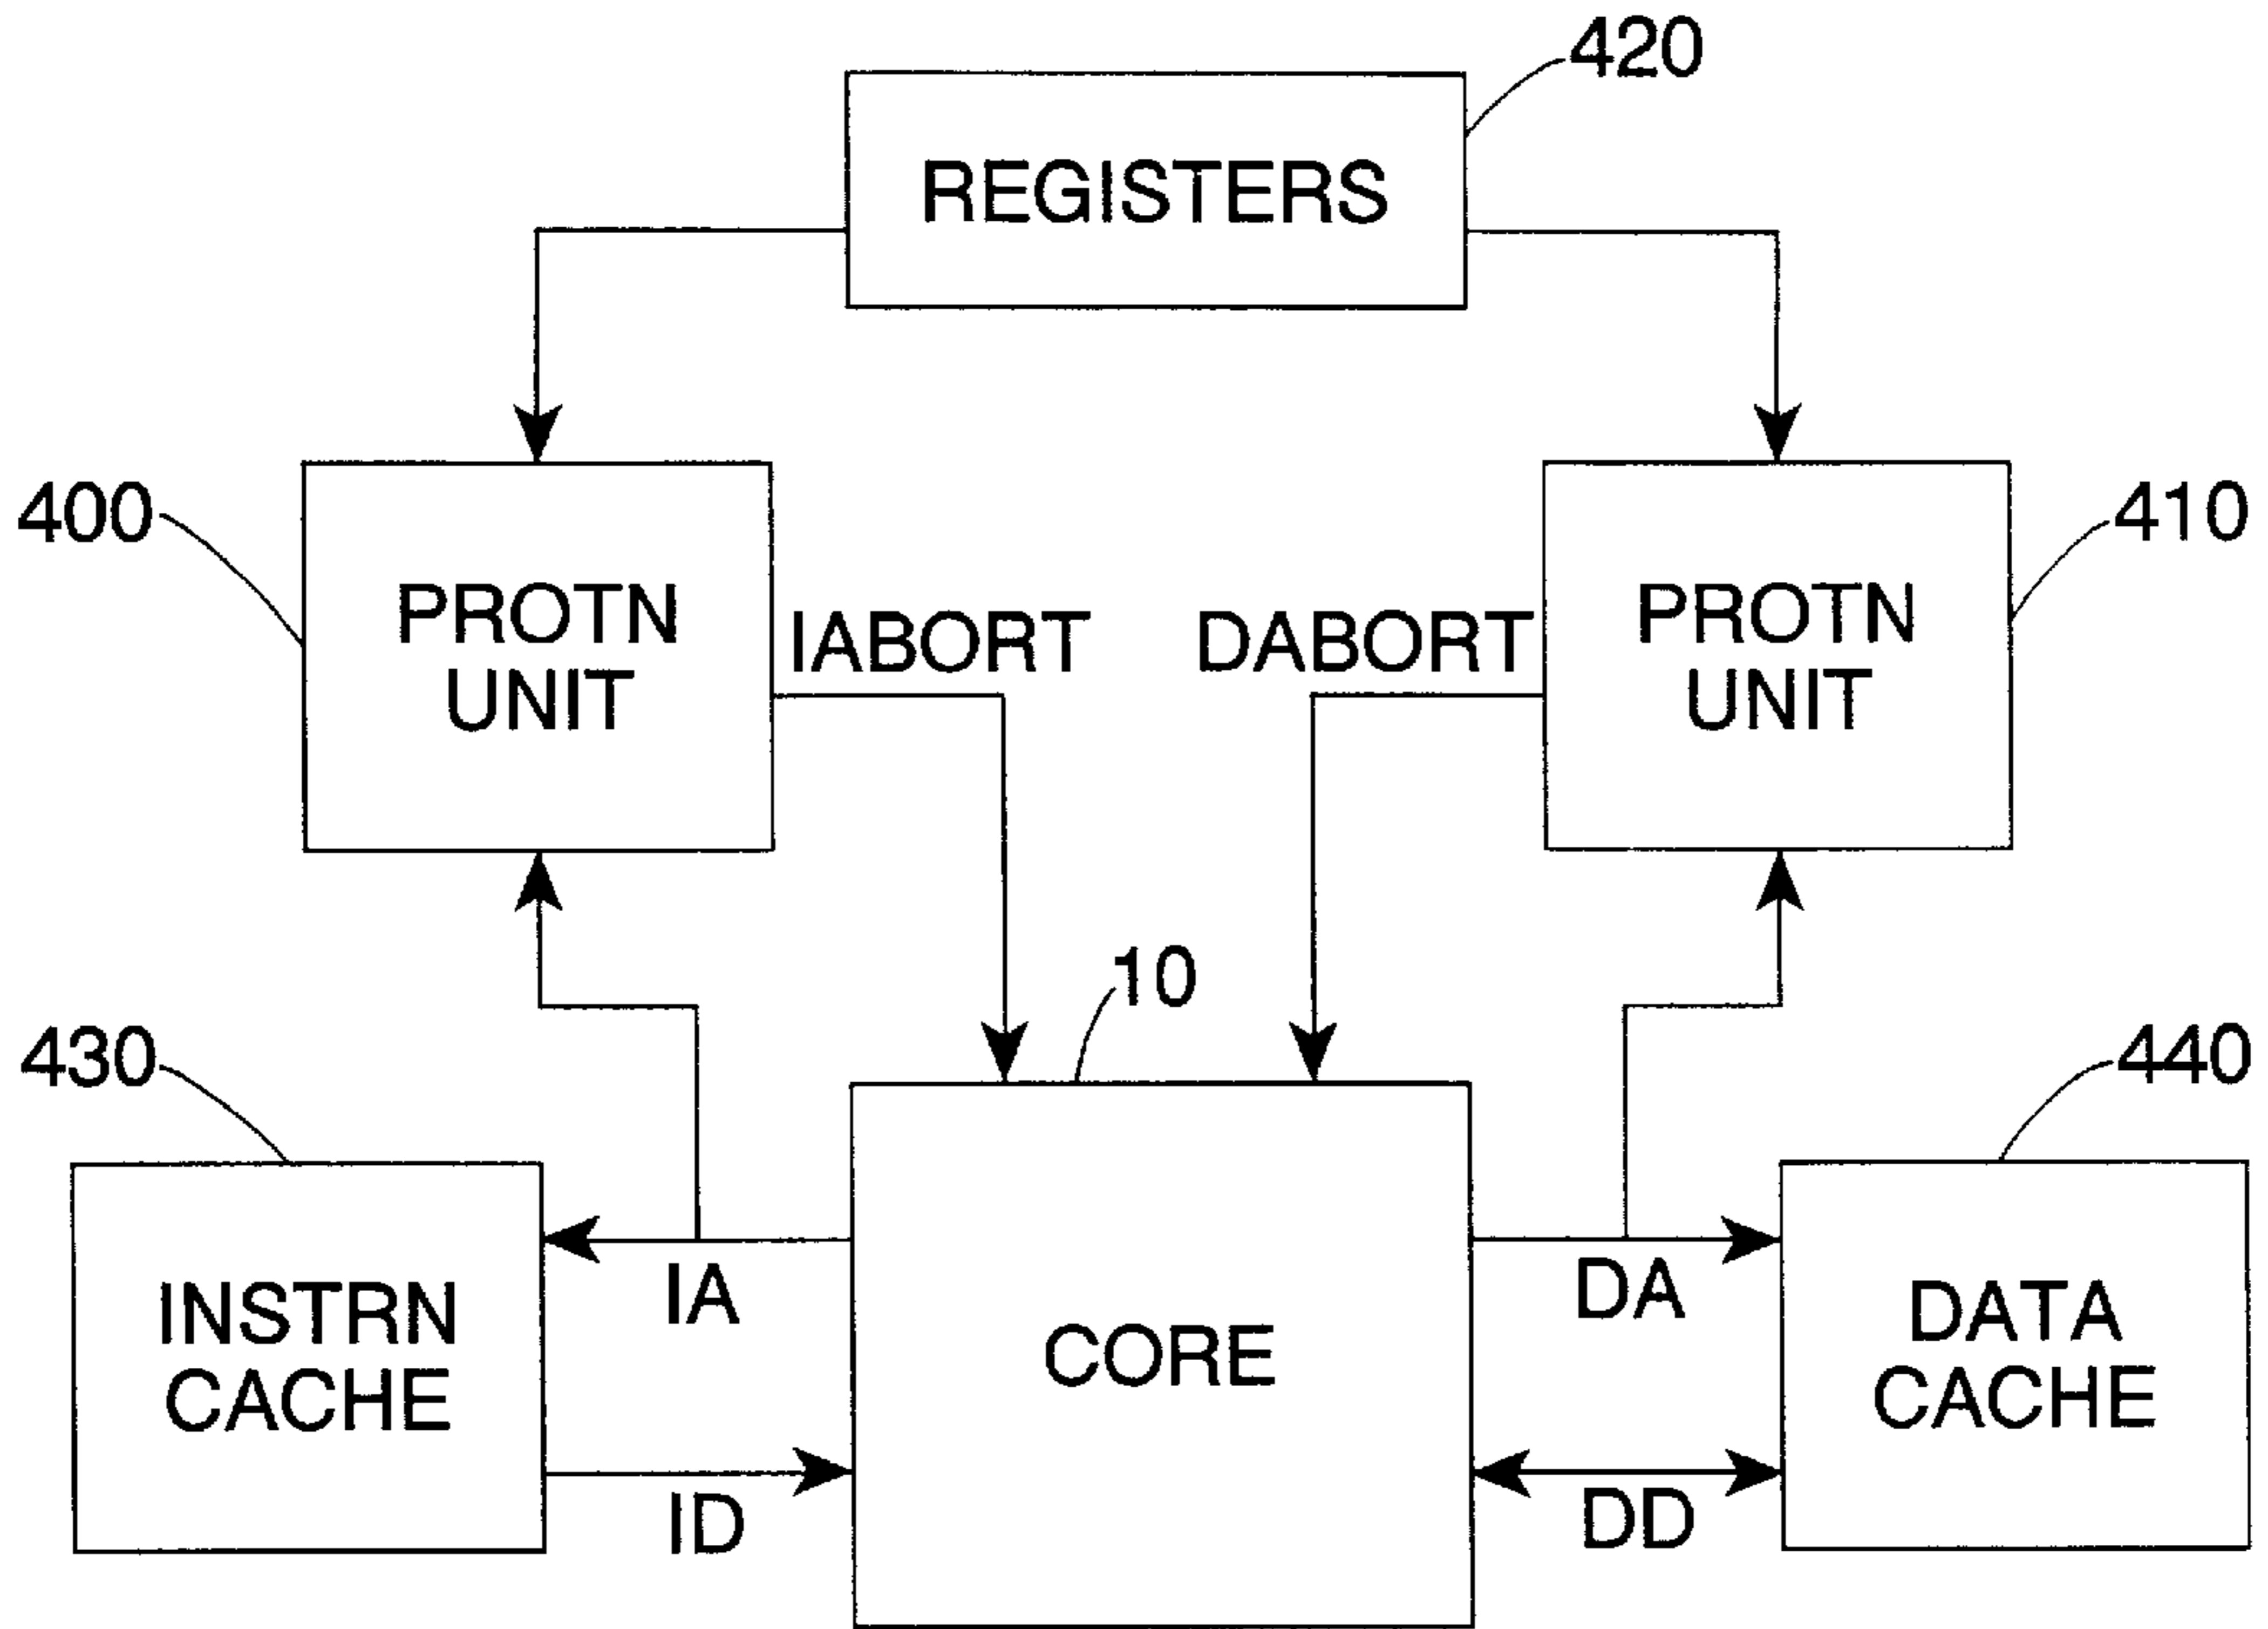 420
REGISTERS
400
410
PROTN
UNIT
IABORT
DABORT
PROTN
UNIT
10
430
440
INSTRN
CACHE
IA
ID
CORE
DA
DD
DATA
CACHE